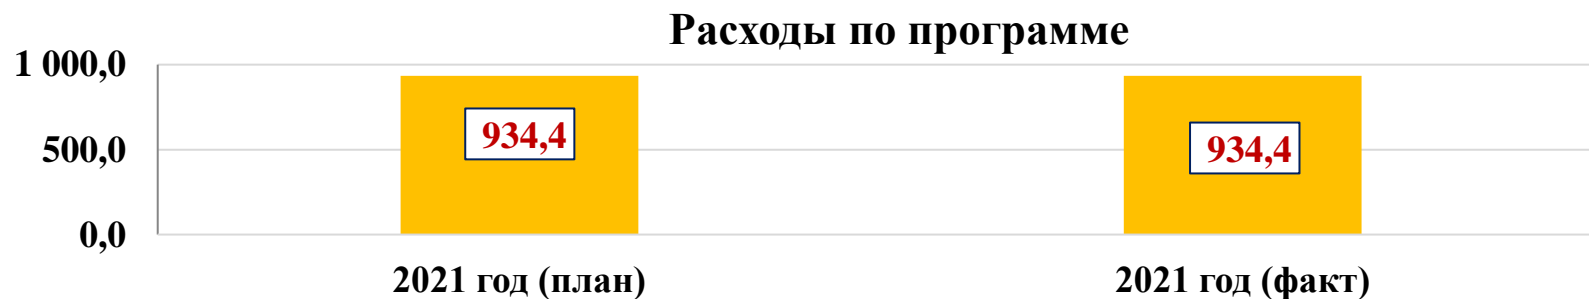 Расходы по программе
1 000,0
500,0
0,0
934,4
934,4
2021 год (план)
2021 год (факт)